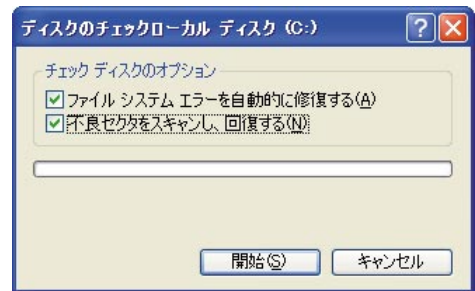 ディスクのチェックローカル ディスク (C:)
チェック ディスクのオプション
ファイル システム エラーを自動的に修復する(A)
不良セクタをスキャンし、回復する(N)
開始(S) キャンセル